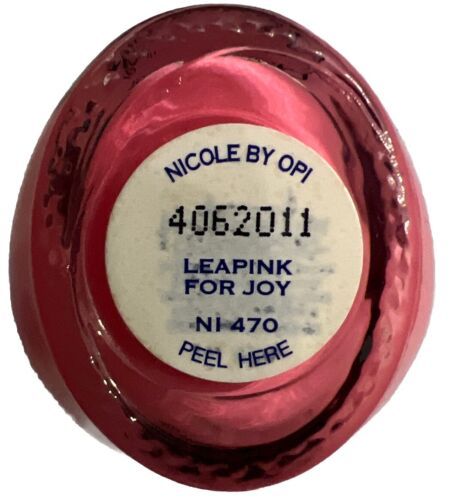 NICOLE BY OPI
4062011
LEAPINK
FOR JOY
NI 470
PEEL HERE